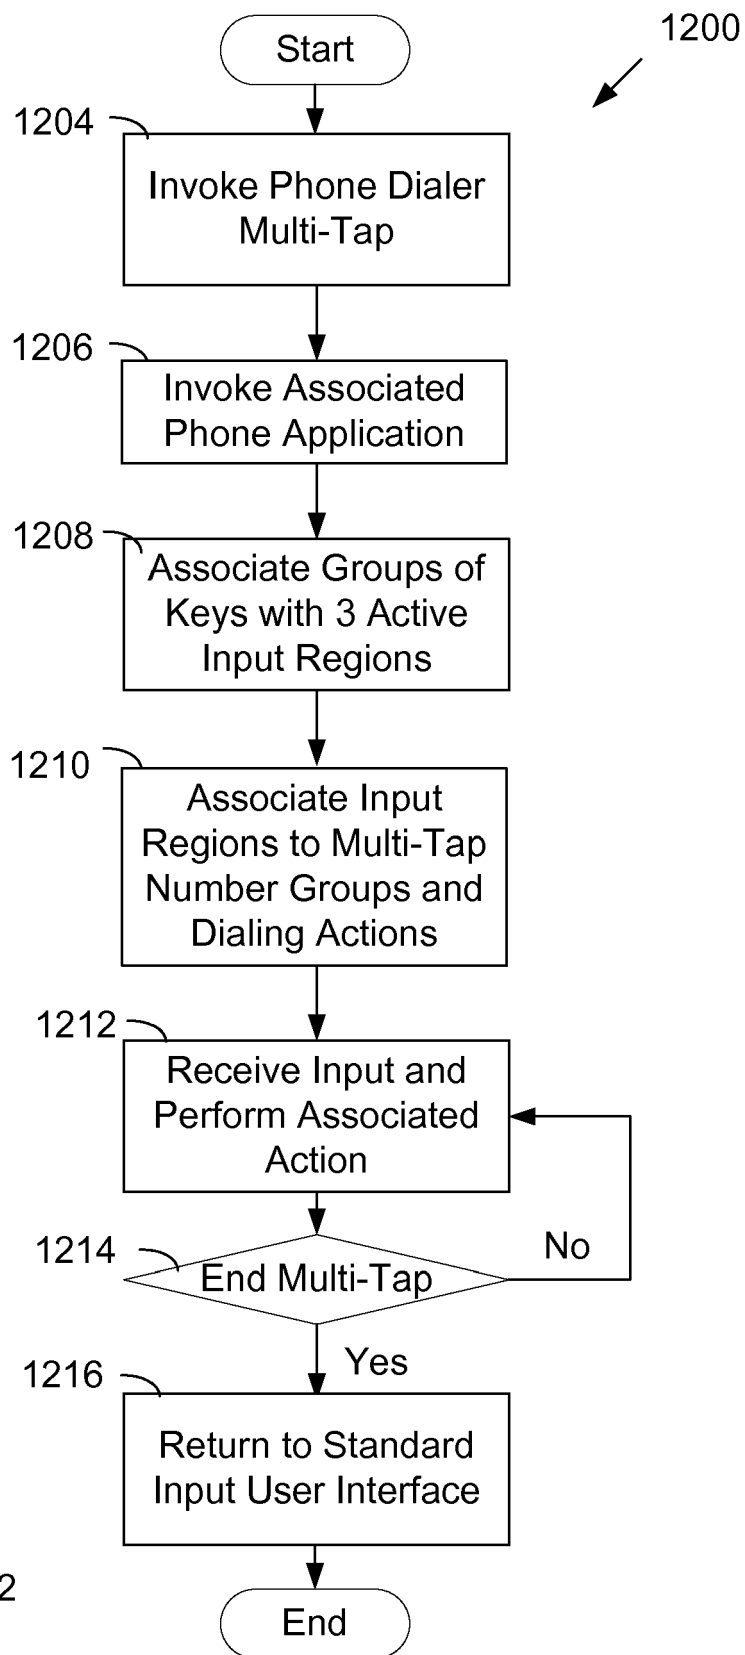 Start
1200
1204
Invoke Phone Dialer
Multi-Tap
1206
Invoke Associated
Phone Application
1208
Associate Groups of
Keys with 3 Active
Input Regions
1210
Associate Input
Regions to Multi-Tap
Number Groups and
Dialing Actions
1212
Receive Input and
Perform Associated
Action
1214
End Multi-Tap
No
Yes
1216
Return to Standard
Input User Interface
2
End